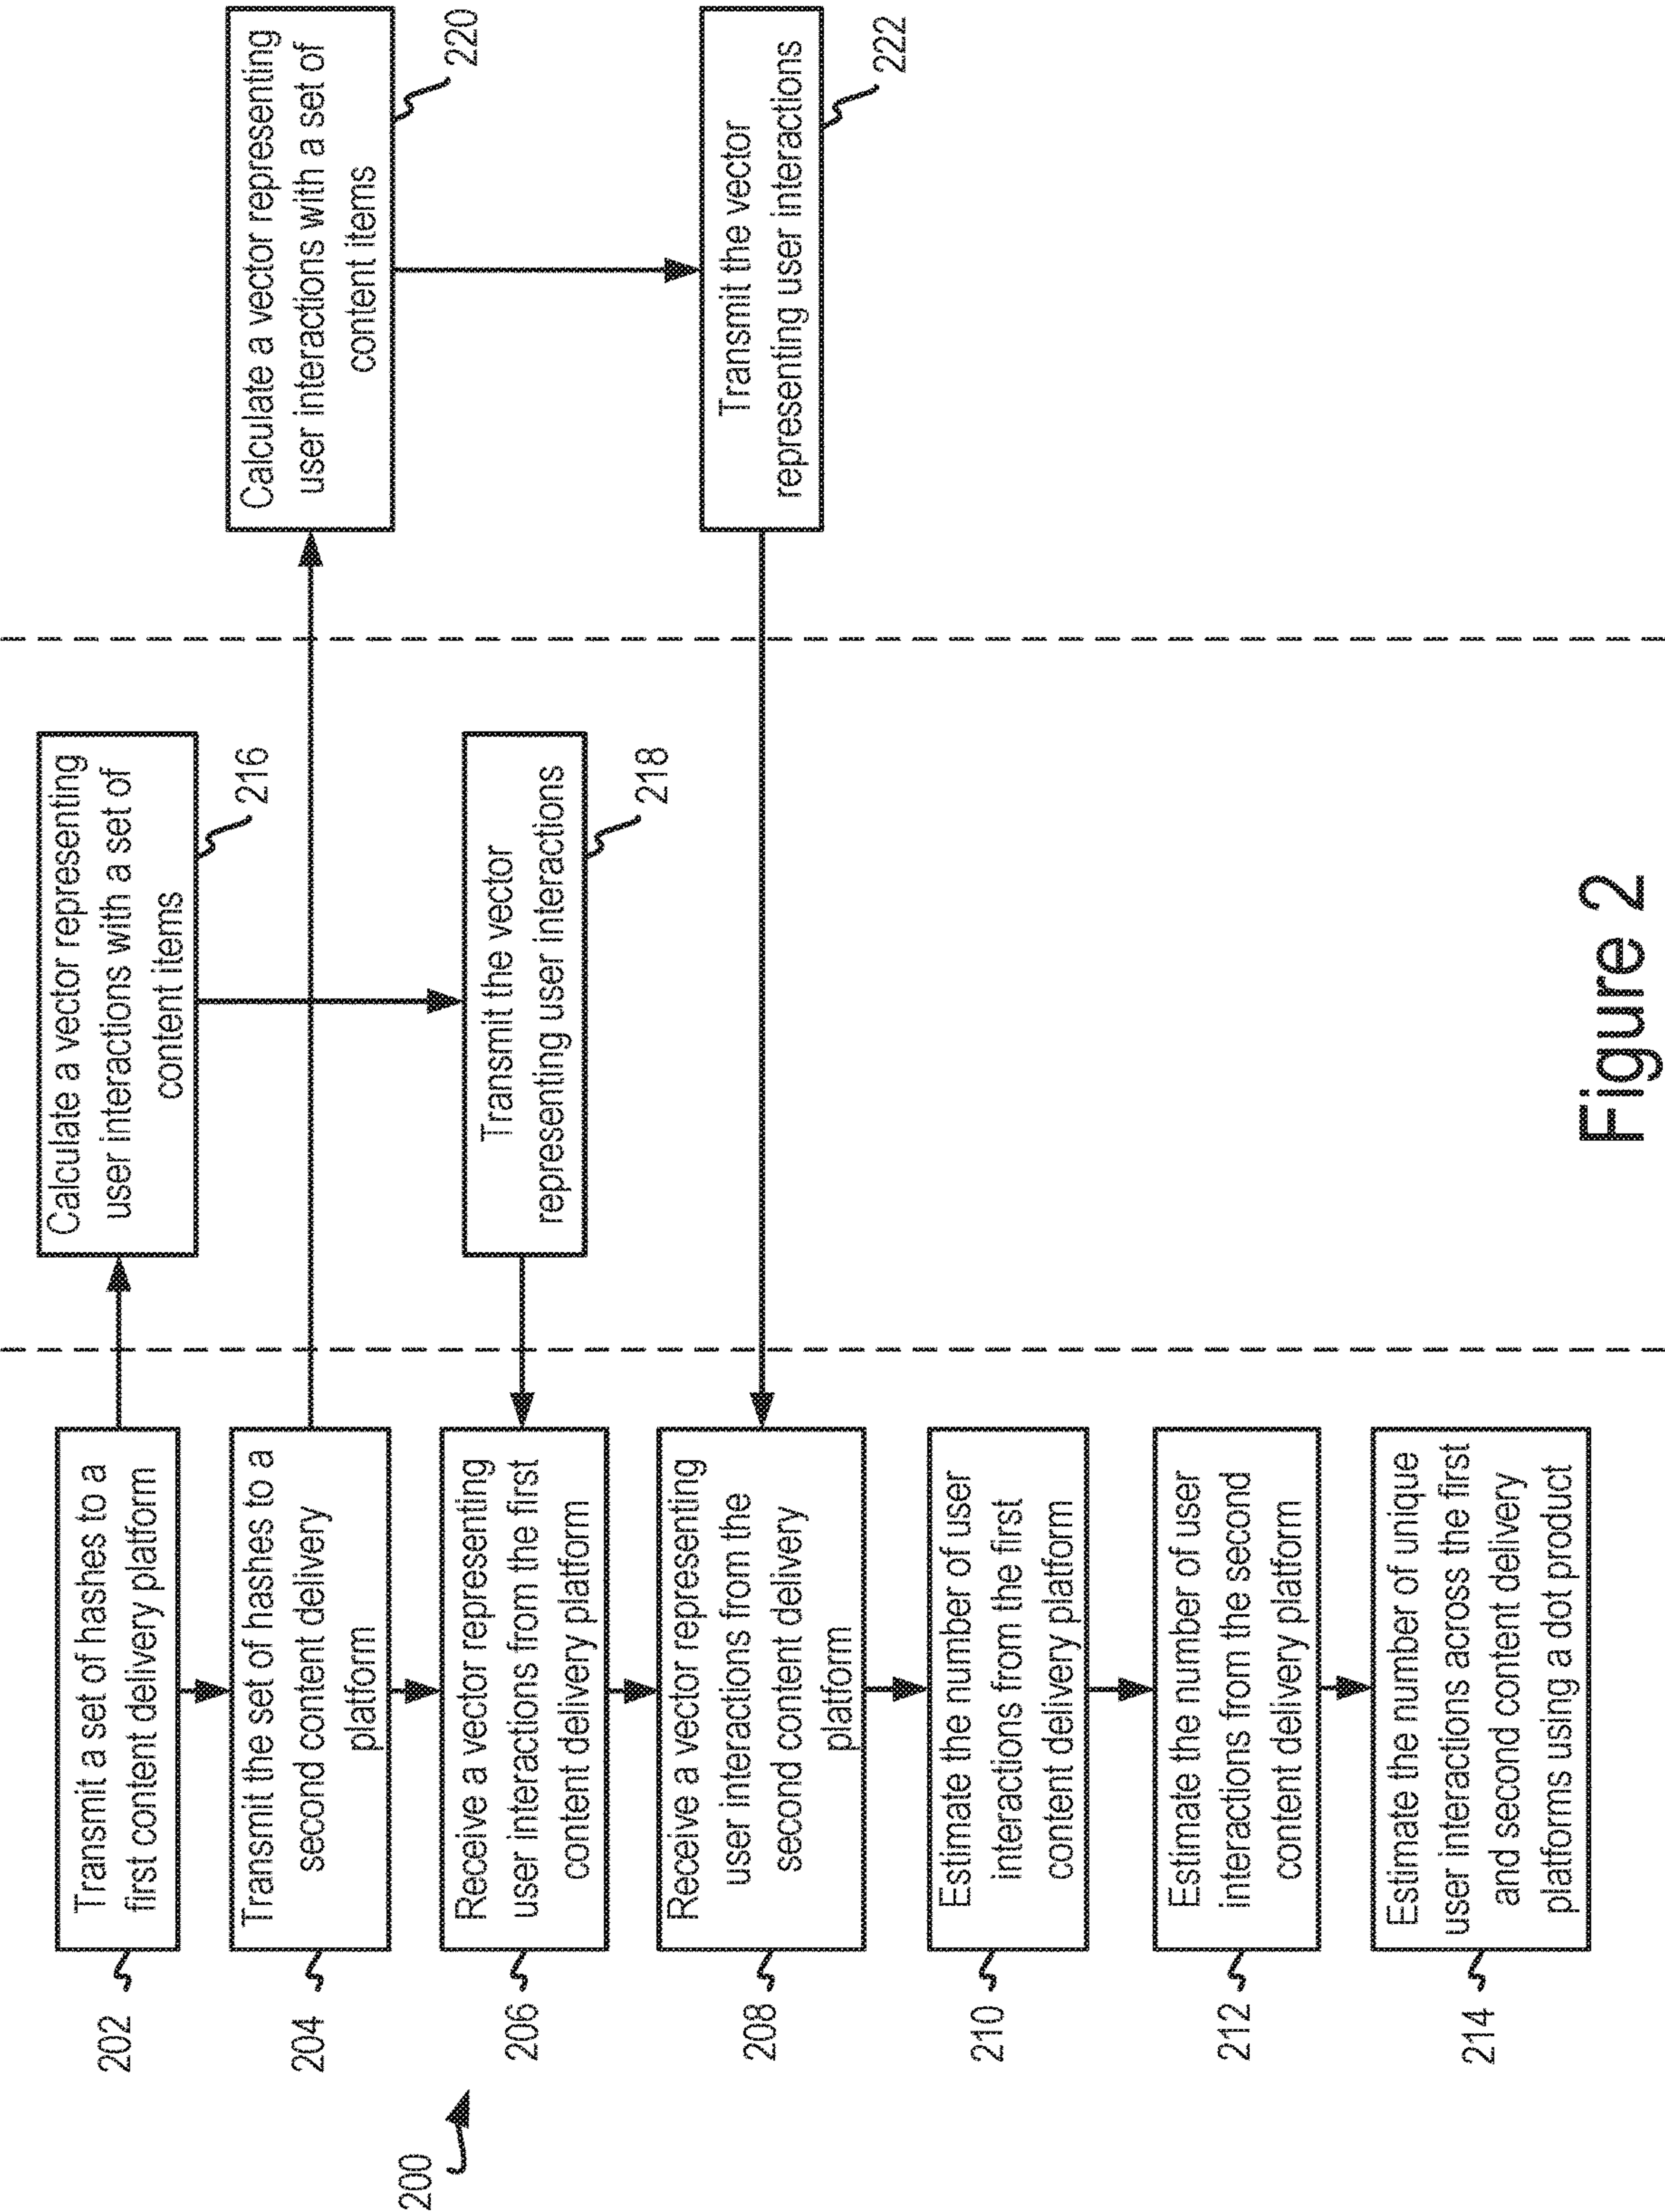 200
202
Transmit a set of hashes to a
first content delivery platform
204
Transmit the set of hashes to a
second content delivery
platform
206
Receive a vector representing
user interactions from the first
content delivery platform
208
Receive a vector representing
user interactions from the
second content delivery
platform
210
Estimate the number of user
interactions from the first
content delivery platform
212
Estimate the number of user
interactions from the second
content delivery platform
214
Estimate the number of unique
user interactions across the first
and second content delivery
platforms using a dot product
Calculate a vector representing
user interactions with a set of
content items
216
Transmit the vector
representing user interactions
218
Calculate a vector representing
user interactions with a set of
content items
220
Transmit the vector
representing user interactions
222
Figure 2